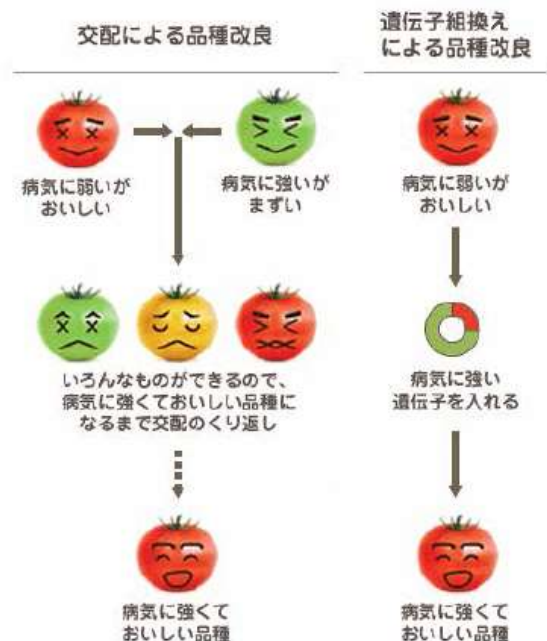 交配による品種改良
病気に弱いが
おいしい
病気に強いが
まずい
いろんなものができるので、
病気に強くておいしい品種に
なるまで交配のくり返し
病気に強くて
おいしい品種
遺伝子組換え
による品種改良
病気に弱いが
おいしい
病気に強い
遺伝子を入れる
病気に強くて
おいしい品種